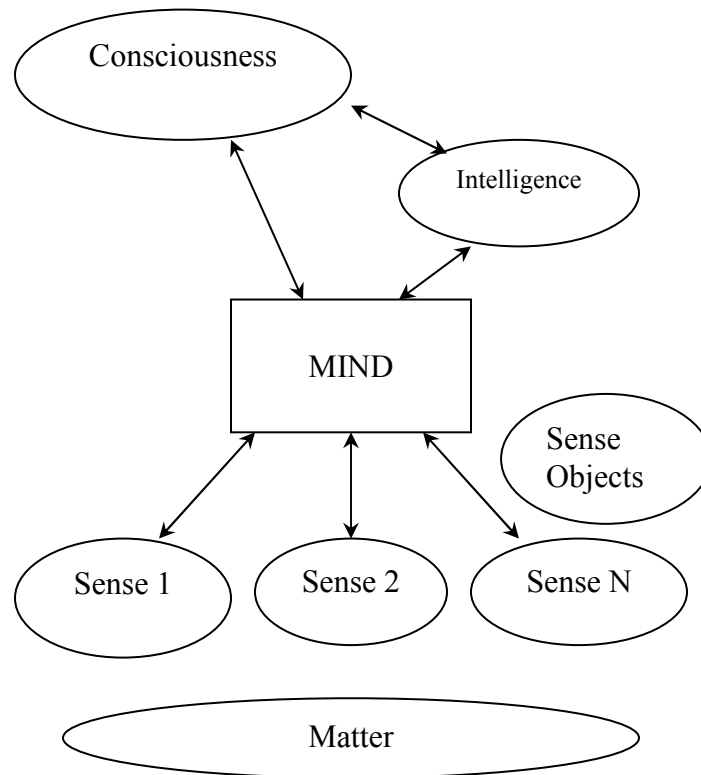 Consciousness
Intelligence
MIND
Sense
Objects
Sense 1
Sense 2
Sense N
Matter